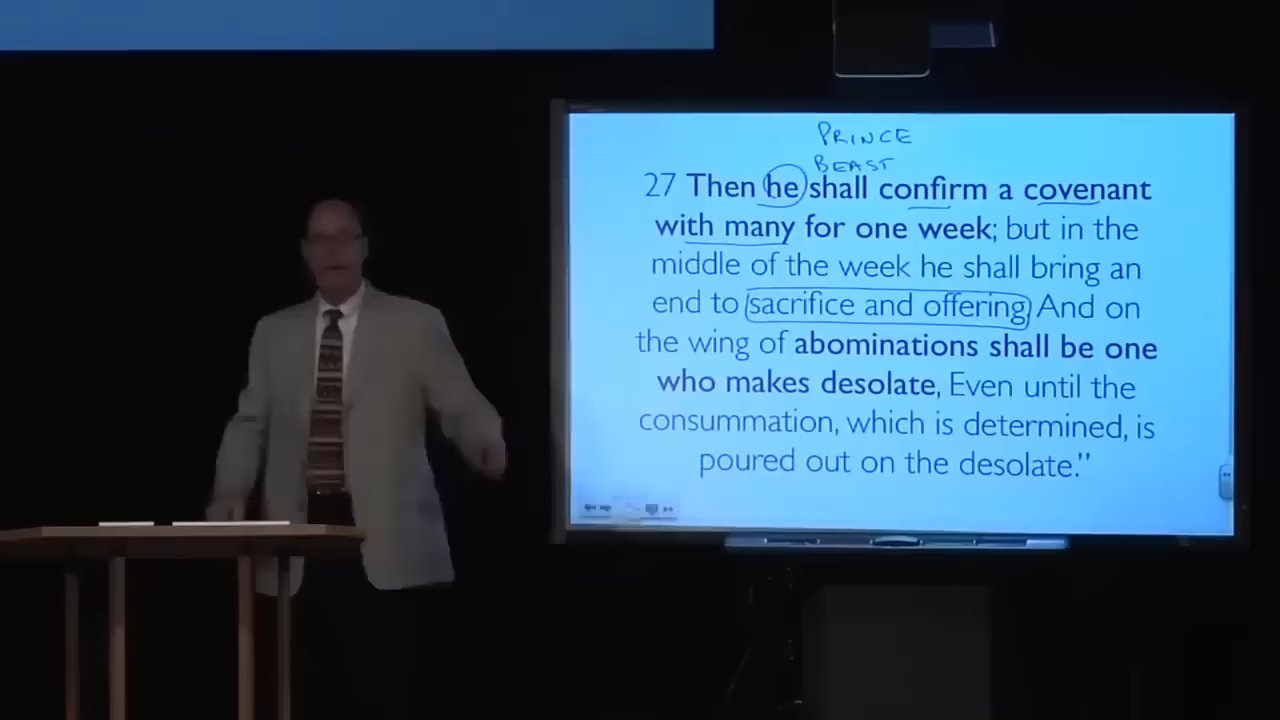 PRINCE
BEAST
27 Then he shall confirm a covenant
with many for one week; but in the
middle of the week he shall bring an
end to sacrifice and offering. And on
the wing of abominations shall be one
who makes desolate, Even until the
consummation, which is determined, is
poured out on the desolate.”